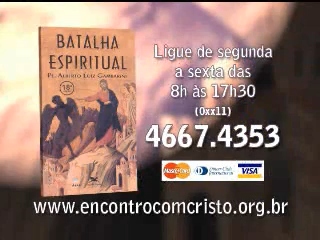 BATALHA
ESPIRITUAL
PE. ALBERTO LUIZ GAMBARINI
18ª
Ligue de segunda
a sexta das
8h às 17h30
(0xx11)
4667.4353
MasterCard
Diners Club
International
VISA
www.encontrocomcristo.org.br